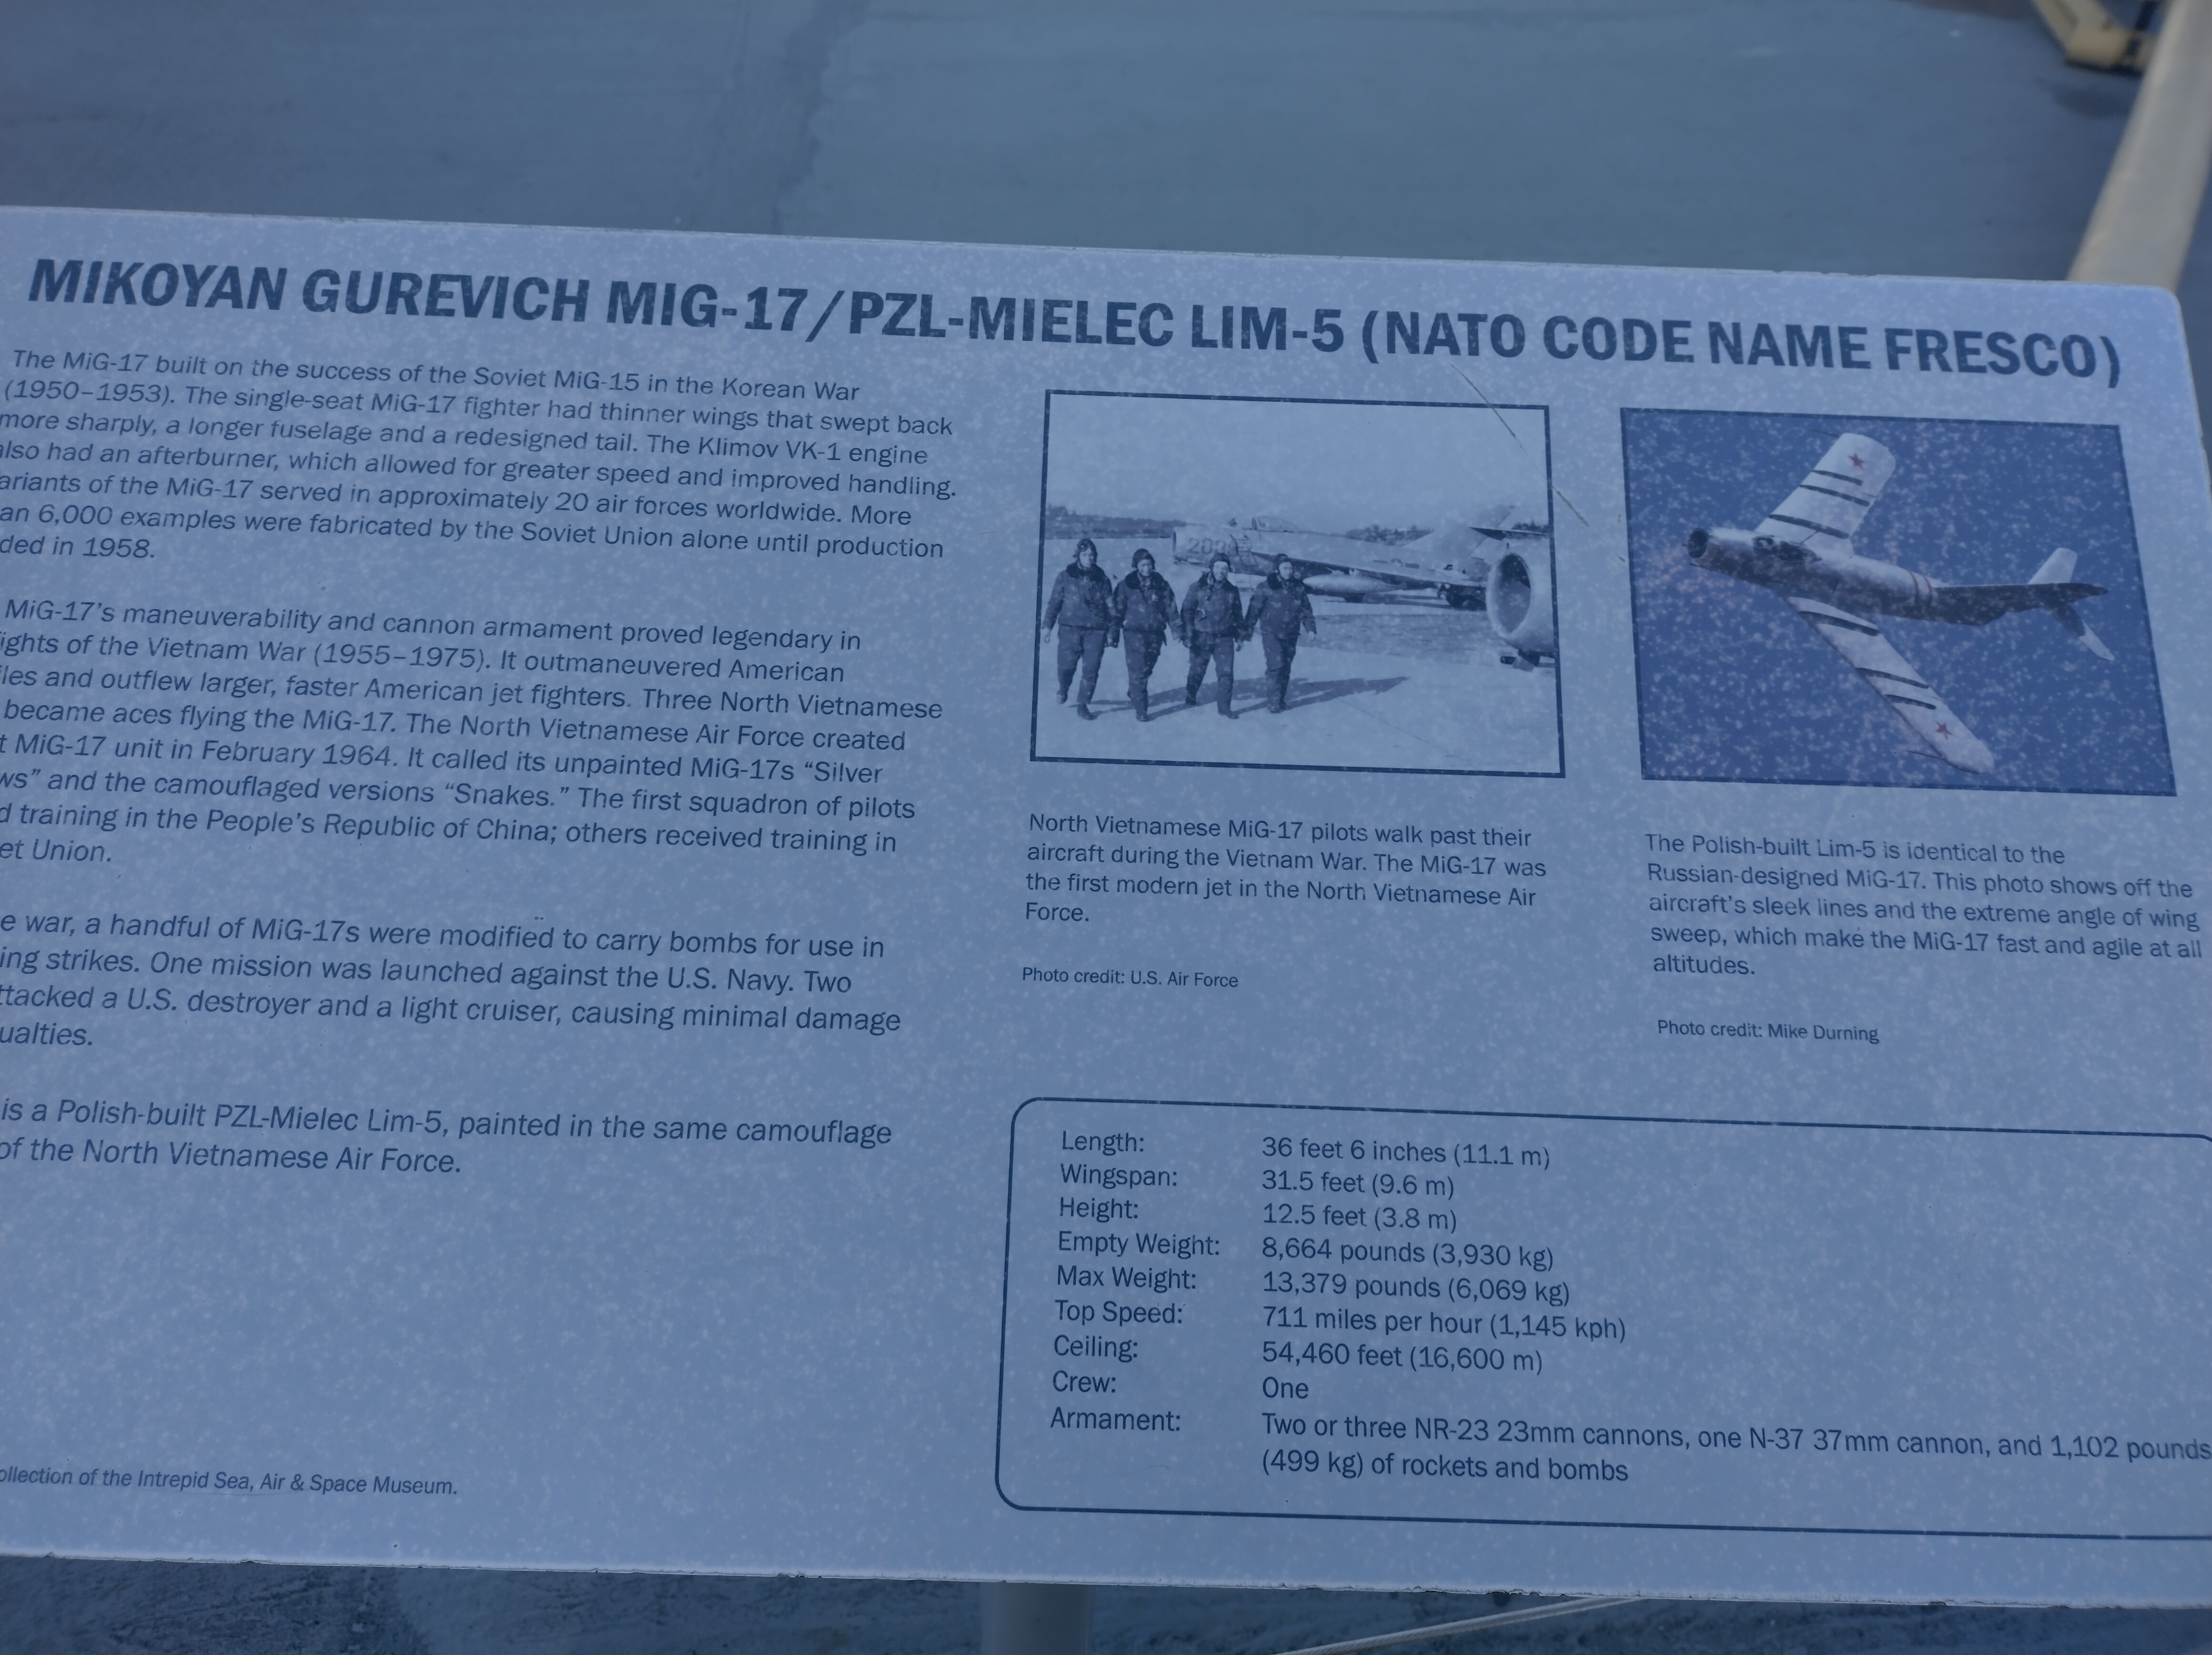 MIKOYAN GUREVICH MIG-17/PZL-MIELEC LIM-5 (NATO CODE NAME FRESCO)
The MiG-17 built on the success of the Soviet MiG-15 in the Korean War
(1950–1953). The single-seat MiG-17 fighter had thinner wings that swept back
more sharply, a longer fuselage and a redesigned tail. The Klimov VK-1 engine
also had an afterburner, which allowed for greater speed and improved handling.
ariants of the MiG-17 served in approximately 20 air forces worldwide. More
an 6,000 examples were fabricated by the Soviet Union alone until production
ded in 1958.
MiG-17's maneuverability and cannon armament proved legendary in
ights of the Vietnam War (1955–1975). It outmaneuvered American
les and outflew larger, faster American jet fighters. Three North Vietnamese
became aces flying the MiG-17. The North Vietnamese Air Force created
t MiG-17 unit in February 1964. It called its unpainted MiG-17s “Silver
ws” and the camouflaged versions “Snakes.” The first squadron of pilots
d training in the People's Republic of China; others received training in
et Union.
e war, a handful of MiG-17s were modified to carry bombs for use in
ing strikes. One mission was launched against the U.S. Navy. Two
ttacked a U.S. destroyer and a light cruiser, causing minimal damage
ualties.
is a Polish-built PZL-Mielec Lim-5, painted in the same camouflage
of the North Vietnamese Air Force.
ollection of the Intrepid Sea, Air & Space Museum.
North Vietnamese MiG-17 pilots walk past their
aircraft during the Vietnam War. The MiG-17 was
the first modern jet in the North Vietnamese Air
Force.
Photo credit: U.S. Air Force
The Polish-built Lim-5 is identical to the
Russian-designed MiG-17. This photo shows off the
aircraft's sleek lines and the extreme angle of wing
sweep, which make the MiG-17 fast and agile at all
altitudes.
Photo credit: Mike Durning
Length: 36 feet 6 inches (11.1 m)
Wingspan: 31.5 feet (9.6 m)
Height: 12.5 feet (3.8 m)
Empty Weight: 8,664 pounds (3,930 kg)
Max Weight: 13,379 pounds (6,069 kg)
Top Speed: 711 miles per hour (1,145 kph)
Ceiling: 54,460 feet (16,600 m)
Crew: One
Armament: Two or three NR-23 23mm cannons, one N-37 37mm cannon, and 1,102 pounds
(499 kg) of rockets and bombs